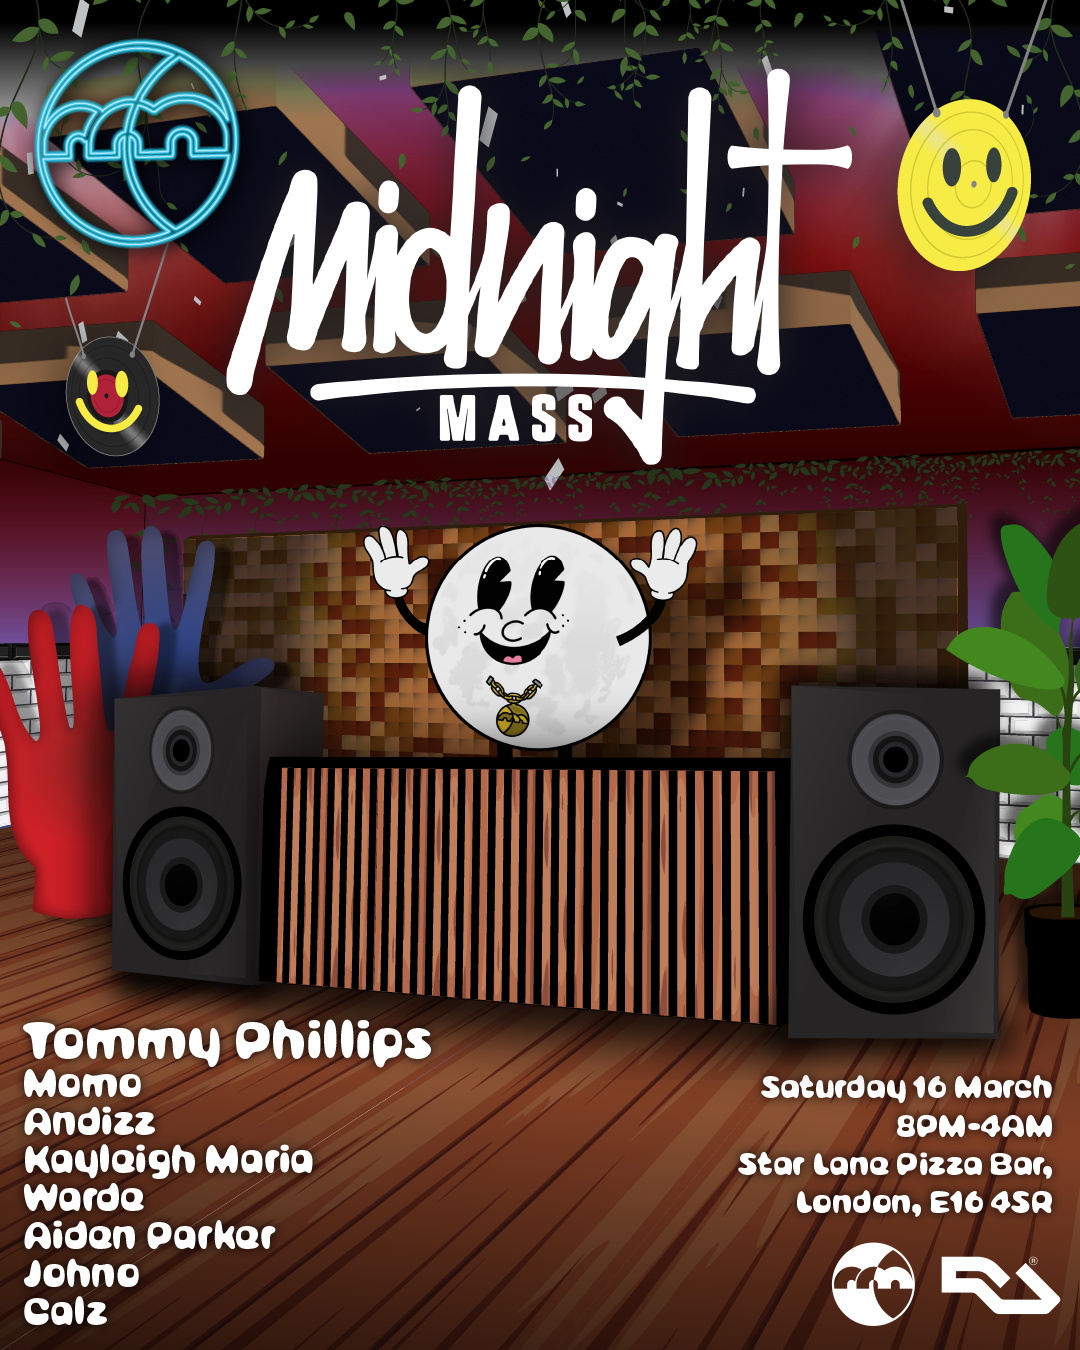 Midnight
MASS
Tommy Phillips
Momo
Andizz
Kayleigh Maria
Warde
Aiden Parker
Johno
Calz
Saturday 16 March
8PM-4AM
Star Lane Pizza Bar,
London, E16 4SR
RA®